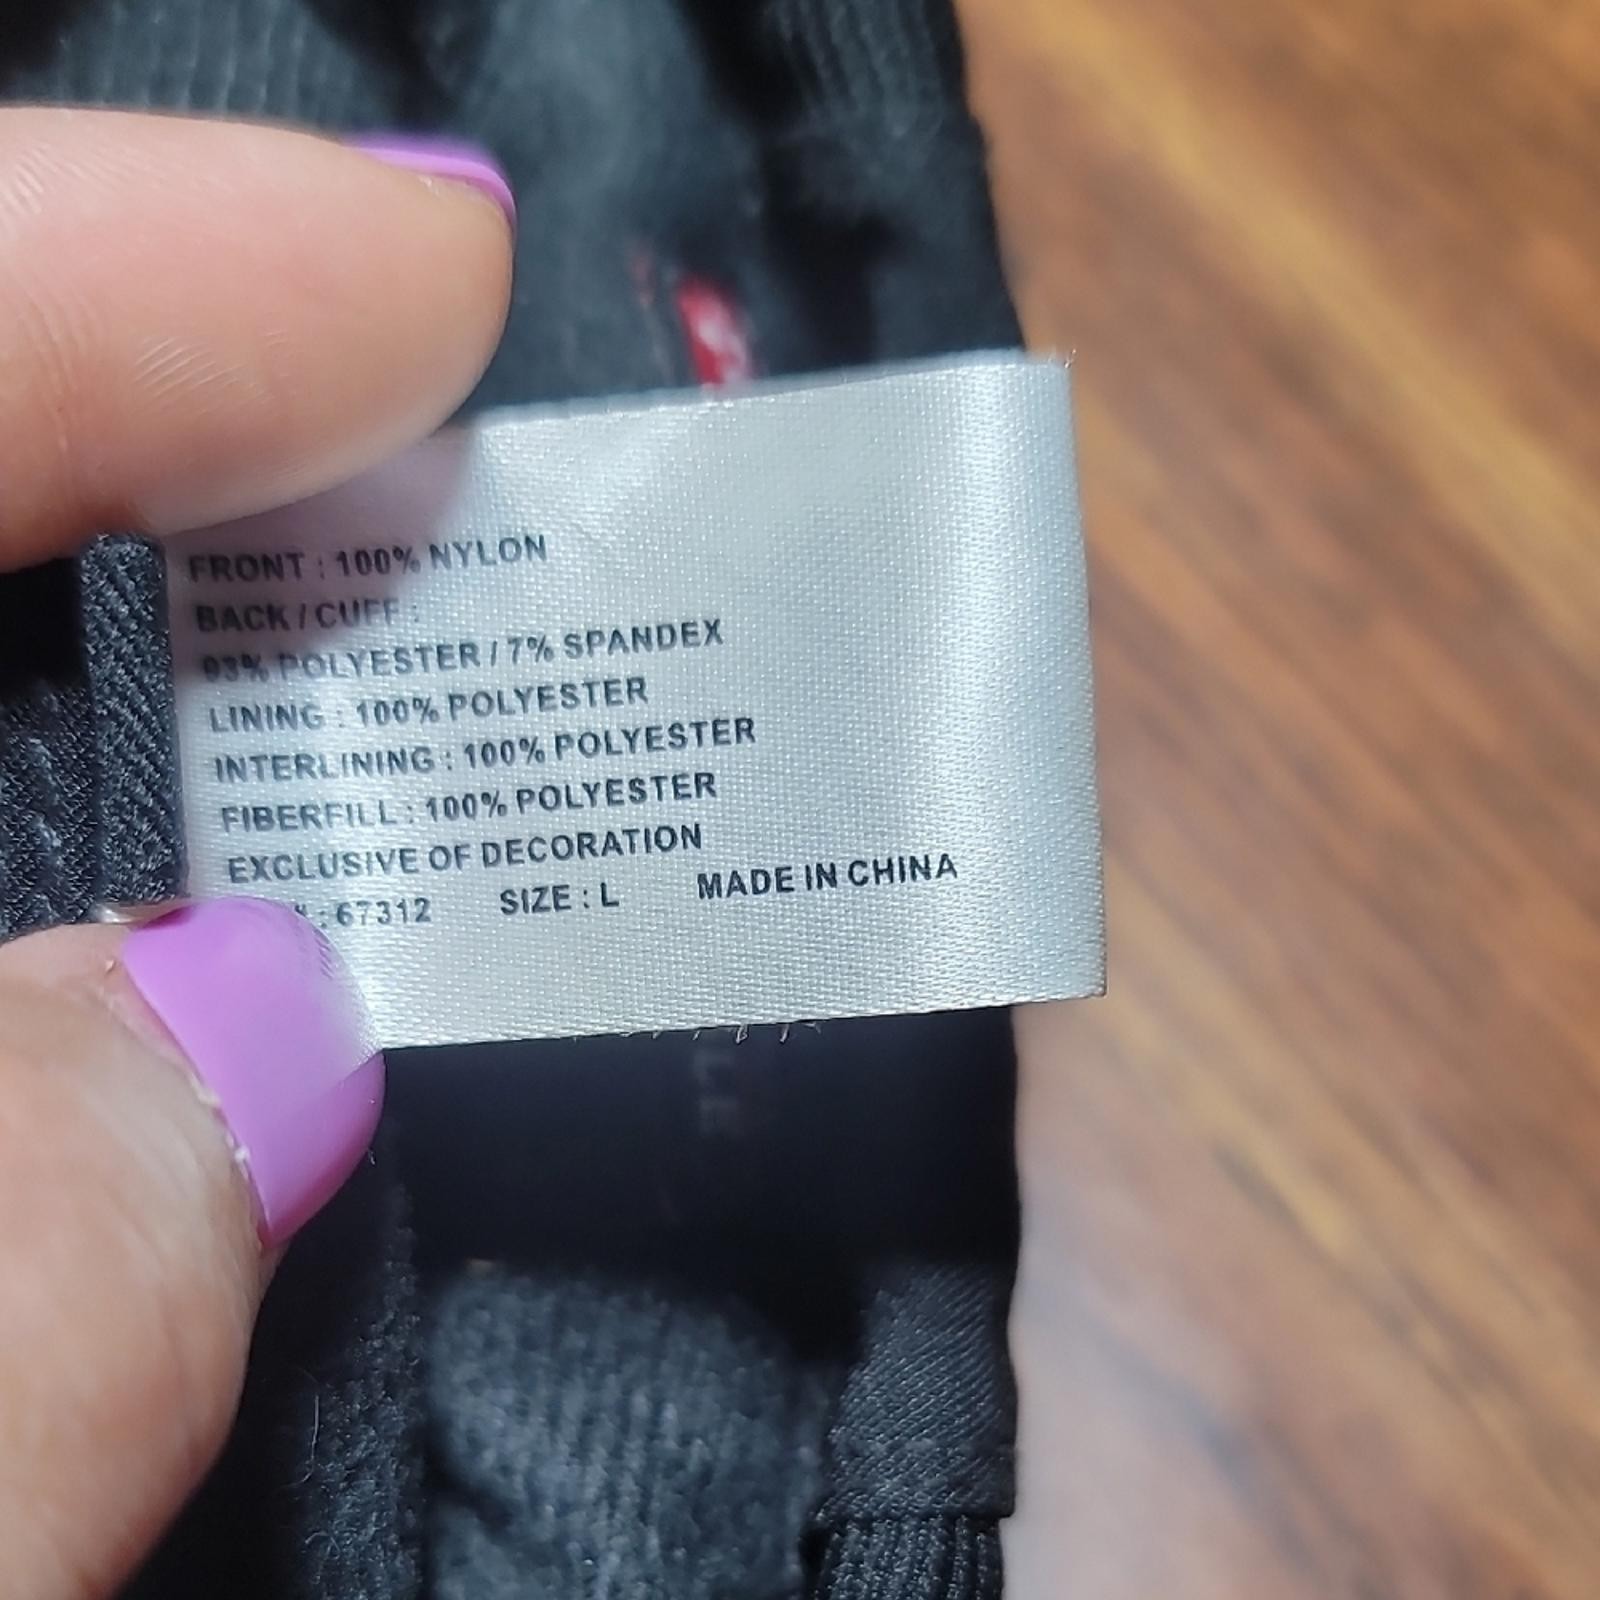 FRONT : 100% NYLON
BACK / CUFF :
93% POLYESTER / 7% SPANDEX
LINING : 100% POLYESTER
INTERLINING : 100% POLYESTER
FIBERFILL : 100% POLYESTER
EXCLUSIVE OF DECORATION
: 67312 SIZE : L MADE IN CHINA